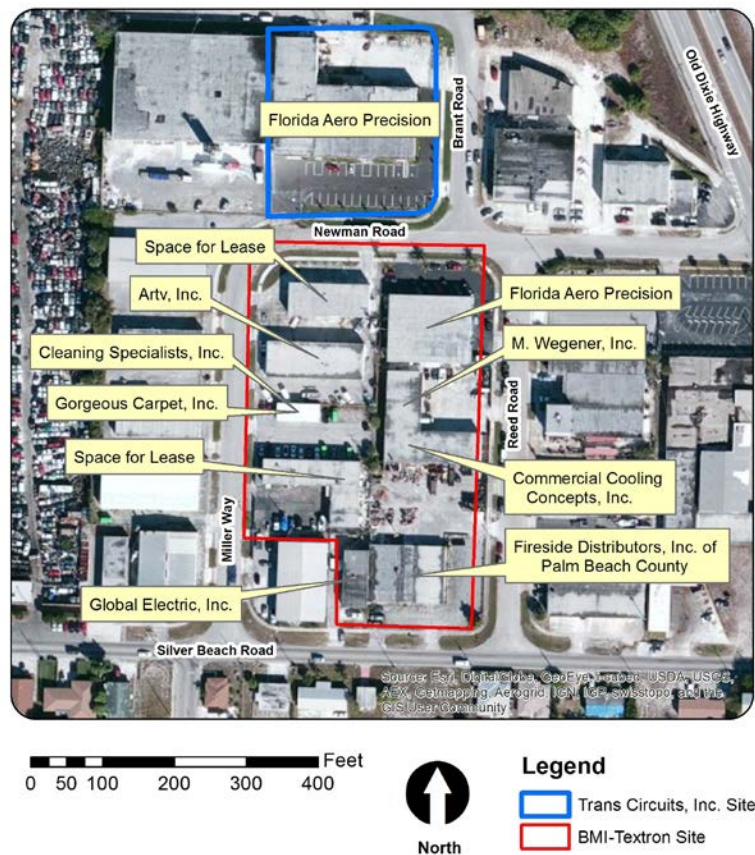 Florida Aero Precision
Brant Road
Old Dixie Highway
Newman Road
Space for Lease
Artv, Inc.
Florida Aero Precision
Cleaning Specialists, Inc.
M. Wegener, Inc.
Gorgeous Carpet, Inc.
Reed Road
Space for Lease
Commercial Cooling
Concepts, Inc.
Miller Way
Fireside Distributors, Inc. of
Palm Beach County
Global Electric, Inc.
Silver Beach Road
Source: Esri, DigitalGlobe, GeoEye, i-cubed, USDA, USGS,
AEX, Getmapping, Aerogrid, IGN, IGP, swisstopo, and the
GIS User Community
Feet
0 50 100 200 300 400
North
Legend
Trans Circuits, Inc. Site
BMI-Textron Site